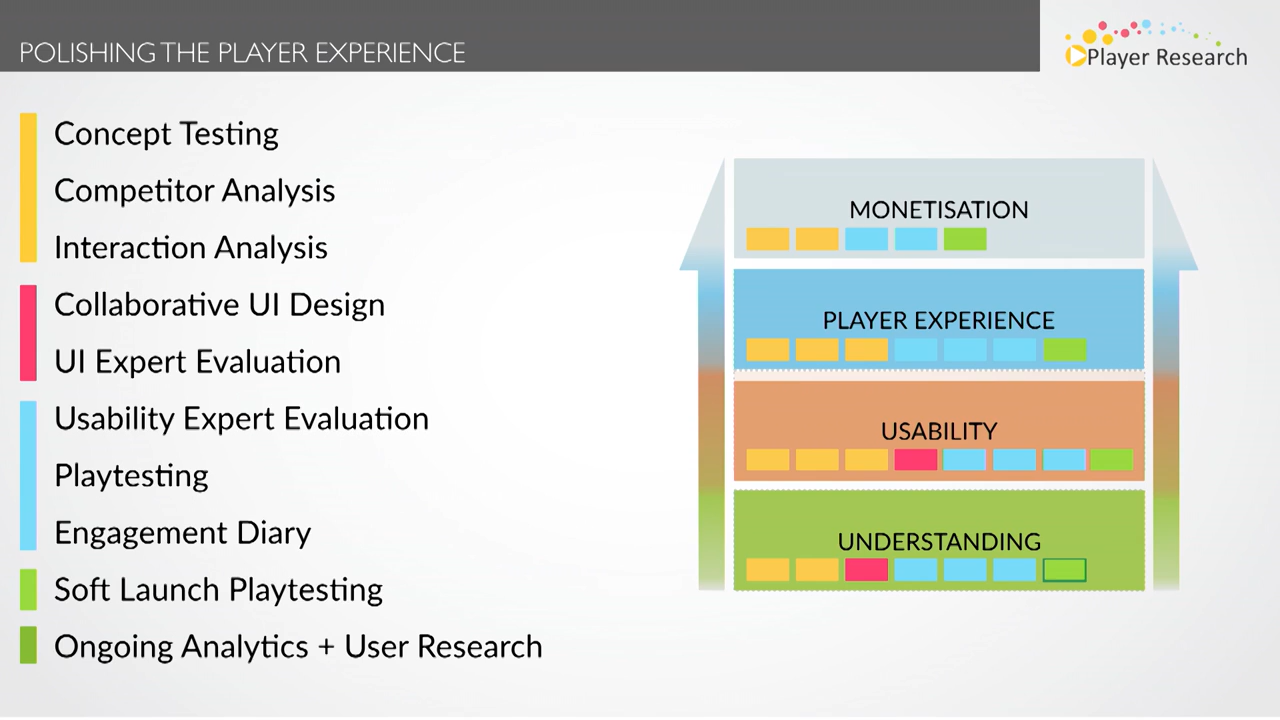 POLISHING THE PLAYER EXPERIENCE
Player Research
Concept Testing
Competitor Analysis
Interaction Analysis
Collaborative UI Design
UI Expert Evaluation
Usability Expert Evaluation
Playtesting
Engagement Diary
Soft Launch Playtesting
Ongoing Analytics + User Research
MONETISATION
PLAYER EXPERIENCE
USABILITY
UNDERSTANDING